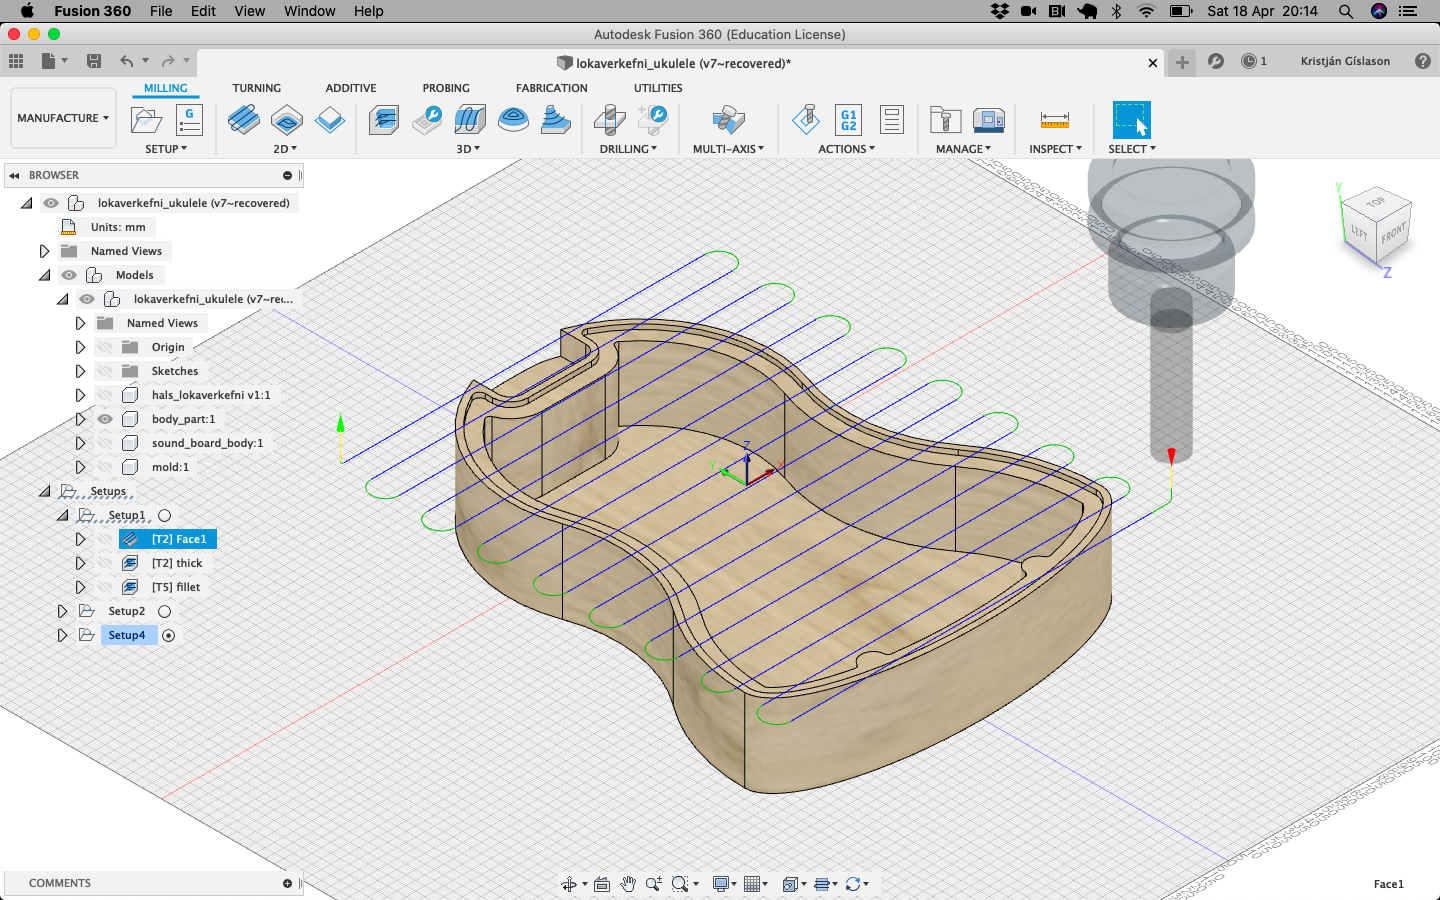 Fusion 360 File Edit View Window Help
Sat 18 Apr 20:14
Autodesk Fusion 360 (Education License)
lokaverkefni_ukulele (v7~recovered)*
1
Kristján Gíslason
MILLING TURNING ADDITIVE PROBING FABRICATION UTILITIES
MANUFACTURE
G
G1
G2
SETUP 2D 3D DRILLING MULTI-AXIS ACTIONS MANAGE INSPECT SELECT
BROWSER
lokaverkefni_ukulele (v7~recovered)
Units: mm
Named Views
Models
lokaverkefni_ukulele (v7~rec...
Named Views
Origin
Sketches
hals_lokaverkefni v1:1
body_part:1
sound_board_body:1
mold:1
Setups
Setup1
[T2] Face1
[T2] thick
[T5] fillet
Setup2
Setup4
Y
TOP
LEFT
FRONT
Z
Z
Y
X
COMMENTS
Face1